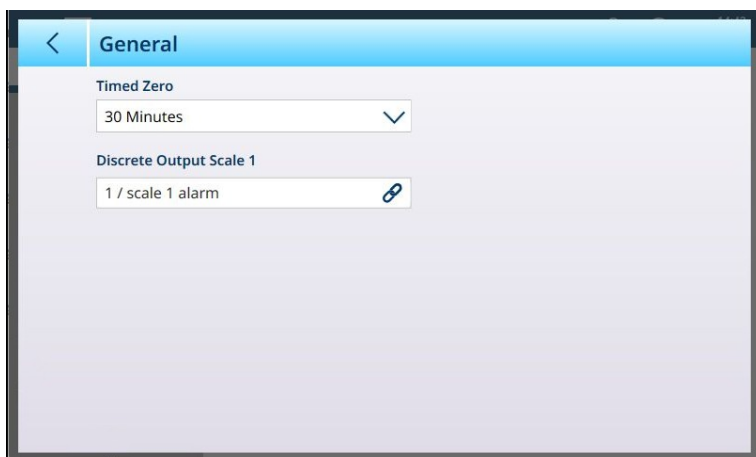 General
Timed Zero
30 Minutes
Discrete Output Scale 1
1 / scale 1 alarm